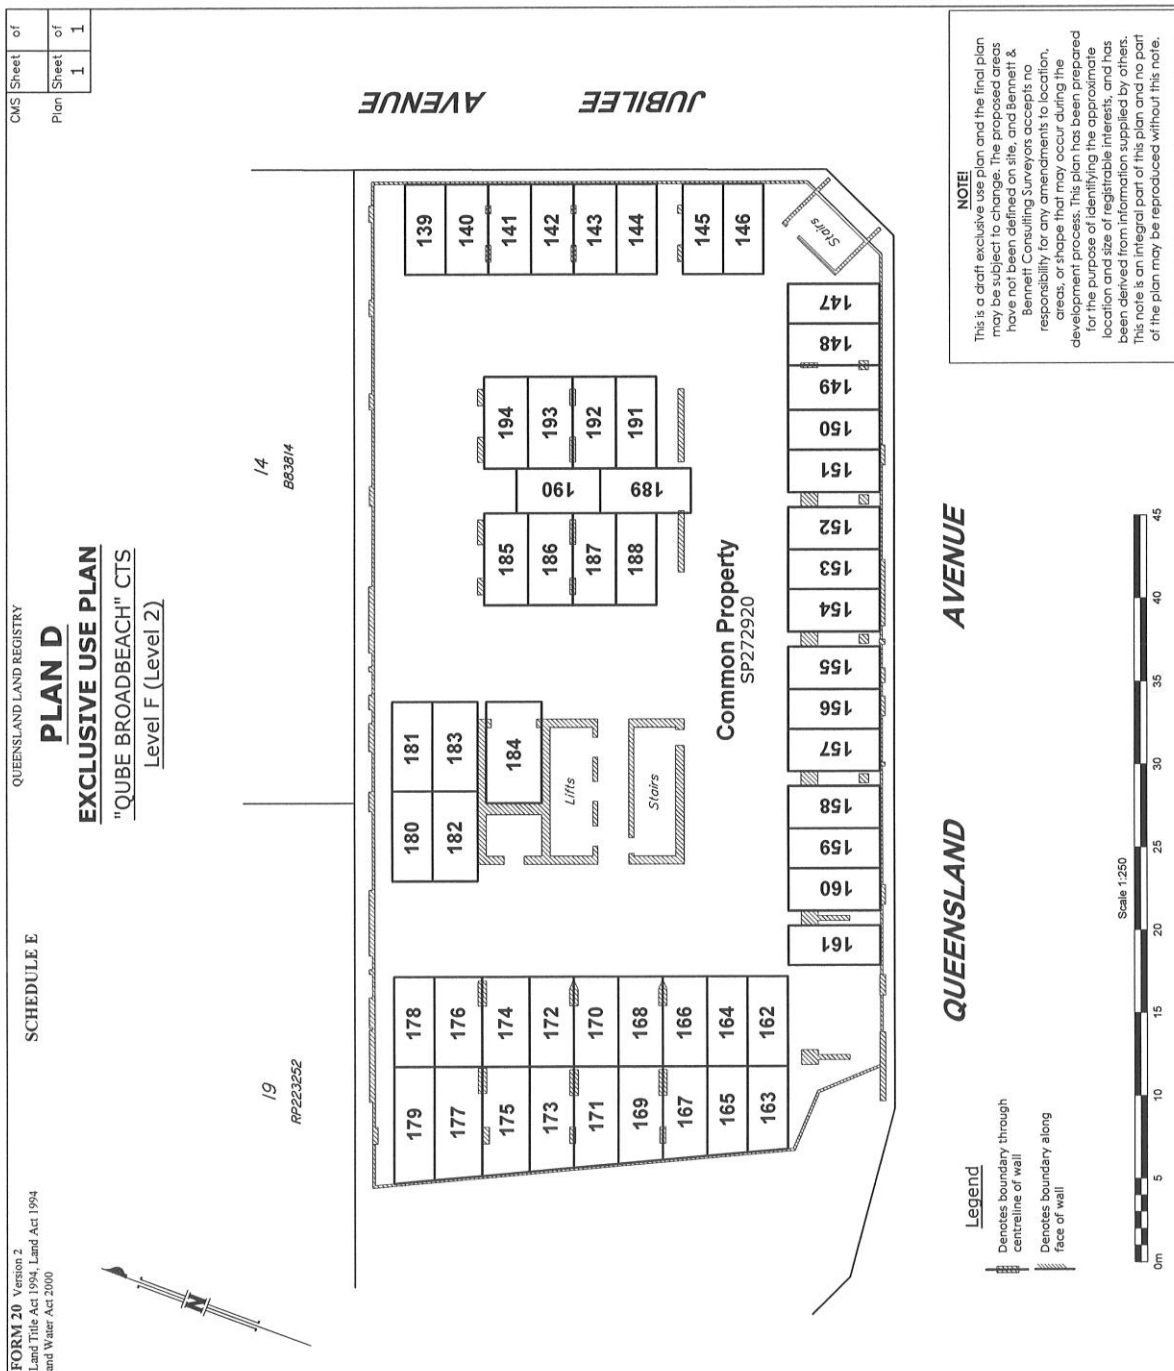 FORM 20 Version 2
Land Title Act 1994, Land Act 1994
and Water Act 2000
QUEENSLAND LAND REGISTRY
SCHEDULE E
CMS Sheet of
Plan Sheet of
1 1
PLAN D
EXCLUSIVE USE PLAN
"QUBE BROADBEACH" CTS
Level F (Level 2)
N
19
RP223252
14
B83814
JUBILEE AVENUE
139
140
141
142
143
144
145
146
Stairs
147
148
149
150
151
152
153
154
155
156
157
158
159
160
161
178
176
174
172
170
168
166
164
162
179
177
175
173
171
169
167
165
163
180
181
182
183
184
Lifts
Stairs
185
186
187
188
190
189
194
193
192
191
Common Property
SP272920
QUEENSLAND AVENUE
Legend
Denotes boundary through
centreline of wall
Denotes boundary along
face of wall
Scale 1:250
0m 5 10 15 20 25 30 35 40 45
NOTE!
This is a draft exclusive use plan and the final plan
may be subject to change. The proposed areas
have not been defined on site, and Bennett &
Bennett Consulting Surveyors accepts no
responsibility for any amendments to location,
areas, or shape that may occur during the
development process. This plan has been prepared
for the purpose of identifying the approximate
location and size of registrable interests, and has
been derived from information supplied by others.
This note is an integral part of this plan and no part
of the plan may be reproduced without this note.